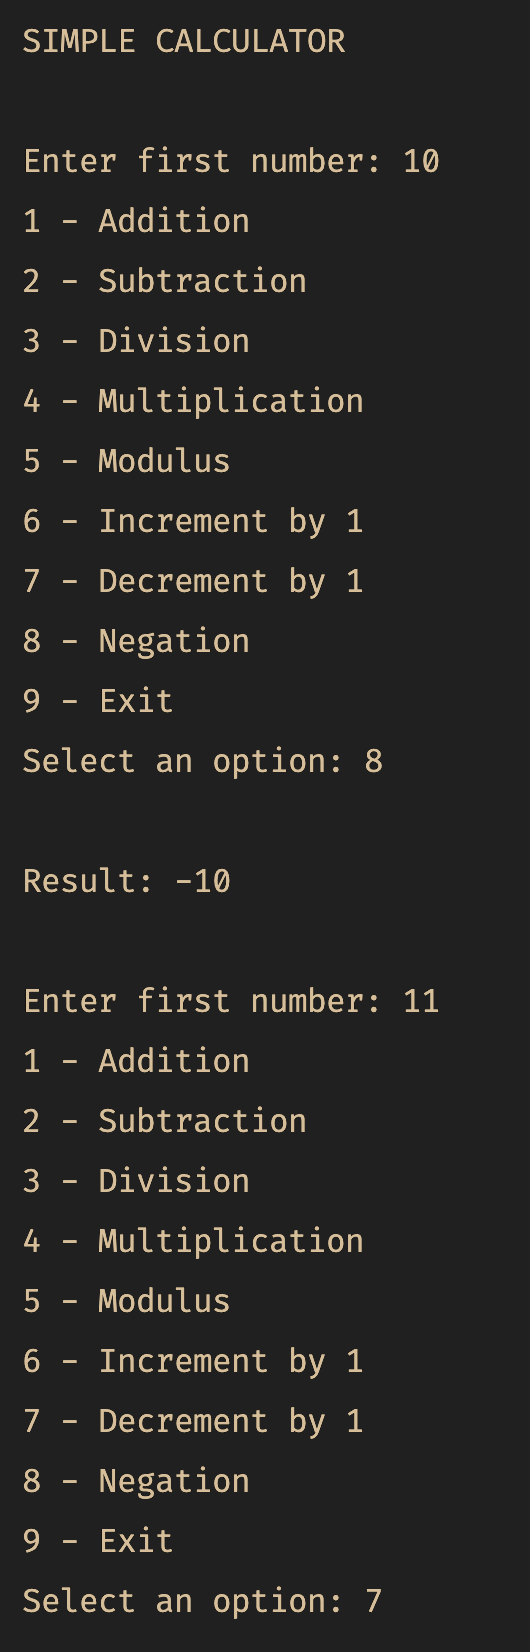 SIMPLE CALCULATOR
Enter first number: 10
1 - Addition
2 - Subtraction
3 - Division
4 - Multiplication
5 - Modulus
6 - Increment by 1
7 - Decrement by 1
8 - Negation
9 - Exit
Select an option: 8
Result: -10
Enter first number: 11
1 - Addition
2 - Subtraction
3 - Division
4 - Multiplication
5 - Modulus
6 - Increment by 1
7 - Decrement by 1
8 - Negation
9 - Exit
Select an option: 7